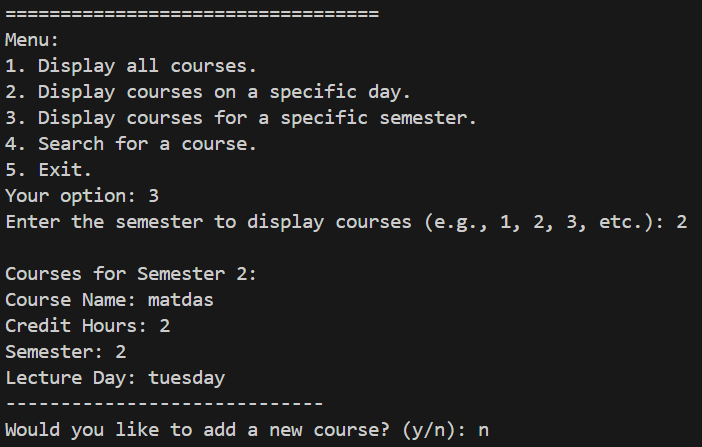 ==================================
Menu:
1. Display all courses.
2. Display courses on a specific day.
3. Display courses for a specific semester.
4. Search for a course.
5. Exit.
Your option: 3
Enter the semester to display courses (e.g., 1, 2, 3, etc.): 2

Courses for Semester 2:
Course Name: matdas
Credit Hours: 2
Semester: 2
Lecture Day: tuesday
-----------------------------
Would you like to add a new course? (y/n): n